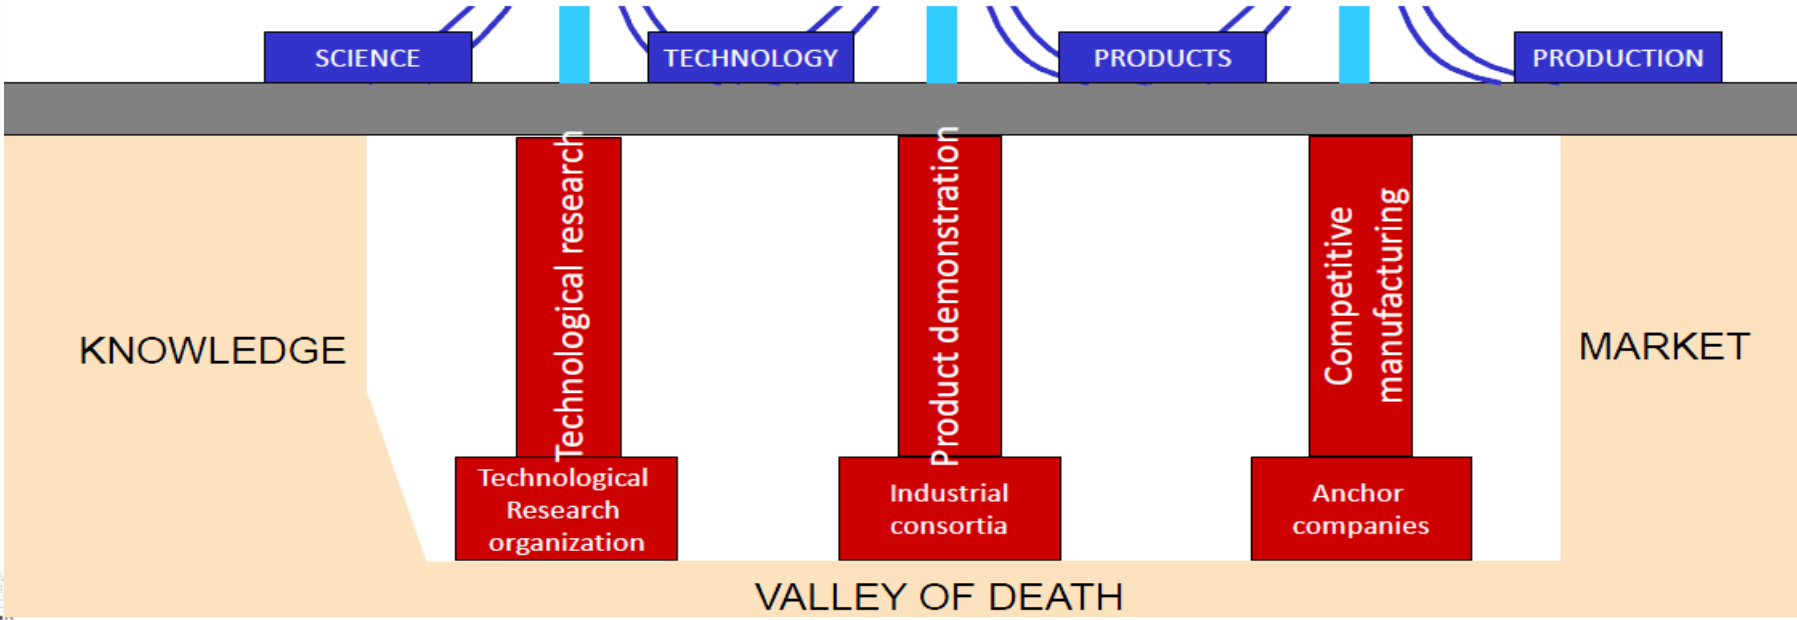 SCIENCE
TECHNOLOGY
PRODUCTS
PRODUCTION
Technological research
Product demonstration
Competitive
manufacturing
KNOWLEDGE
MARKET
Technological
Research
organization
Industrial
consortia
Anchor
companies
VALLEY OF DEATH